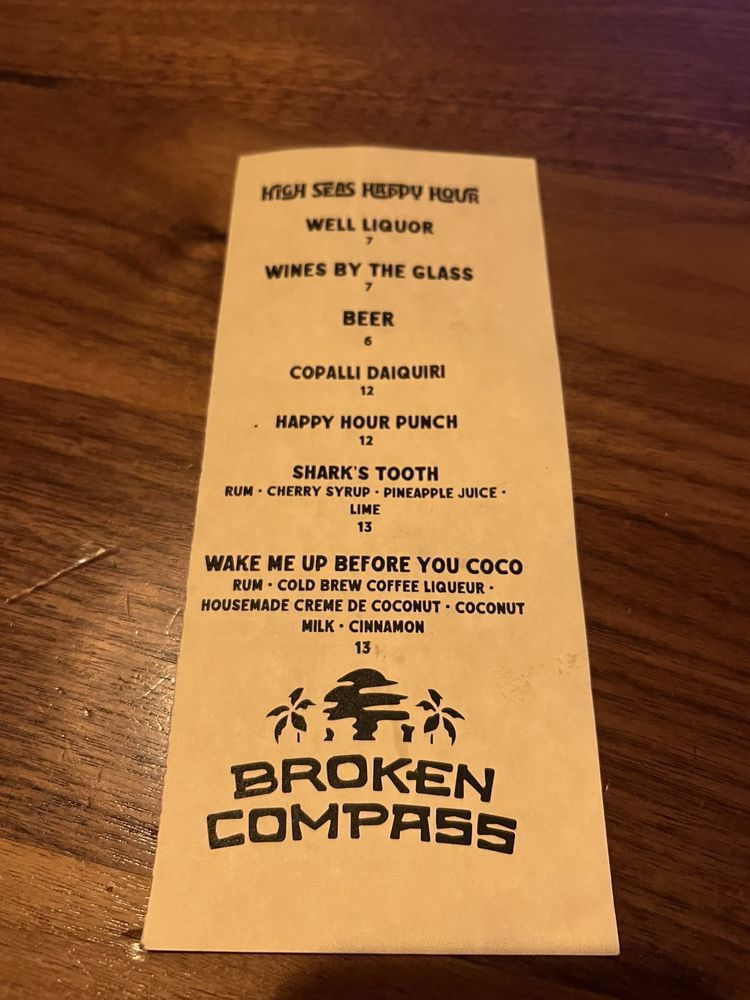 HIGH SEAS HAPPY HOUR
WELL LIQUOR
7
WINES BY THE GLASS
7
BEER
6
COPALLI DAIQUIRI
12
HAPPY HOUR PUNCH
12
SHARK'S TOOTH
RUM · CHERRY SYRUP · PINEAPPLE JUICE ·
LIME
13
WAKE ME UP BEFORE YOU COCO
RUM · COLD BREW COFFEE LIQUEUR ·
HOUSEMADE CREME DE COCONUT · COCONUT
MILK · CINNAMON
13
BROKEN
COMPASS